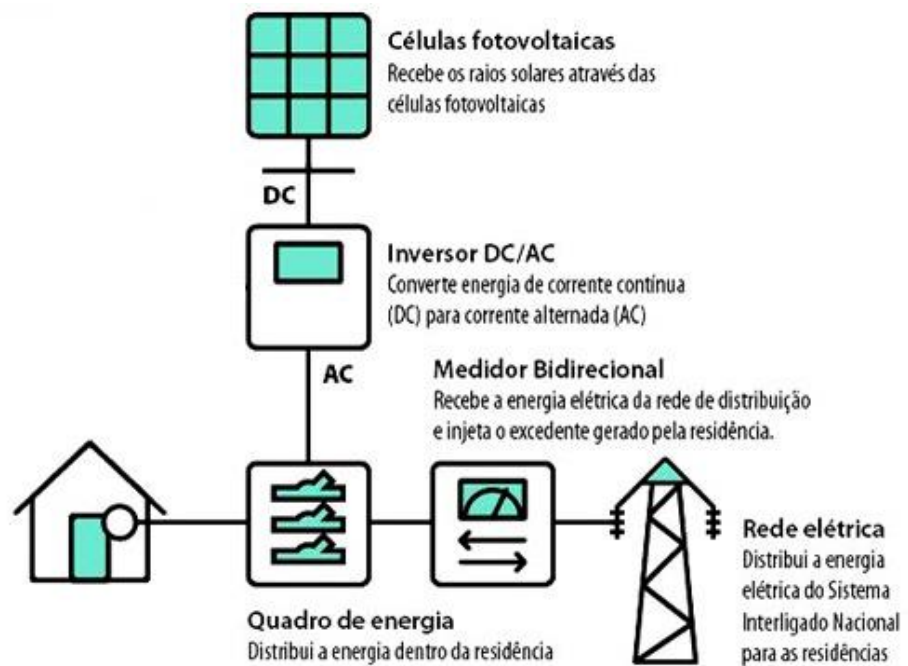 Células fotovoltaicas
Recebe os raios solares através das
células fotovoltaicas
DC
Inversor DC/AC
Converte energia de corrente contínua
(DC) para corrente alternada (AC)
AC
Medidor Bidirecional
Recebe a energia elétrica da rede de distribuição
e injeta o excedente gerado pela residência.
Rede elétrica
Distribui a energia
elétrica do Sistema
Interligado Nacional
para as residências
Quadro de energia
Distribui a energia dentro da residência